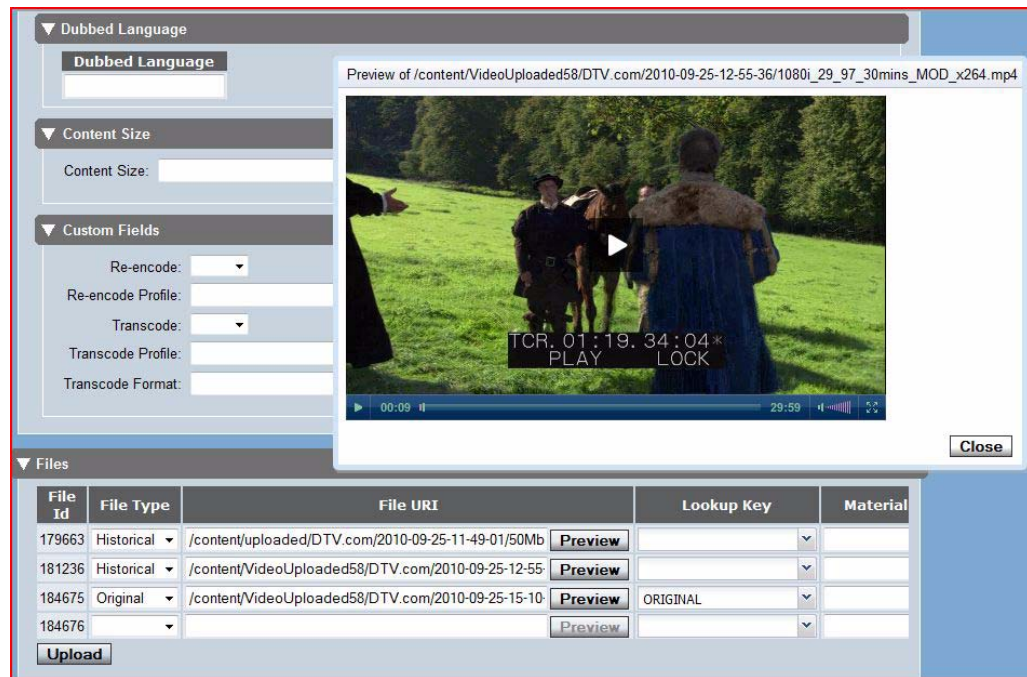 Dubbed Language
Dubbed Language
Preview of /content/VideoUploaded58/DTV.com/2010-09-25-12-55-36/1080i_29_97_30mins_MOD_x264.mp4
Content Size
Content Size:
Custom Fields
Re-encode:
Re-encode Profile:
Transcode:
Transcode Profile:
Transcode Format:
TCR. 01:19.34:04*
PLAY LOCK
00:09 29:59
Close
Files
File Id File Type File URI Lookup Key Material
179663 Historical /content/uploaded/DTV.com/2010-09-25-11-49-01/50Mb Preview
181236 Historical /content/VideoUploaded58/DTV.com/2010-09-25-12-55- Preview
184675 Original /content/VideoUploaded58/DTV.com/2010-09-25-15-10- Preview ORIGINAL
184676 Preview
Upload